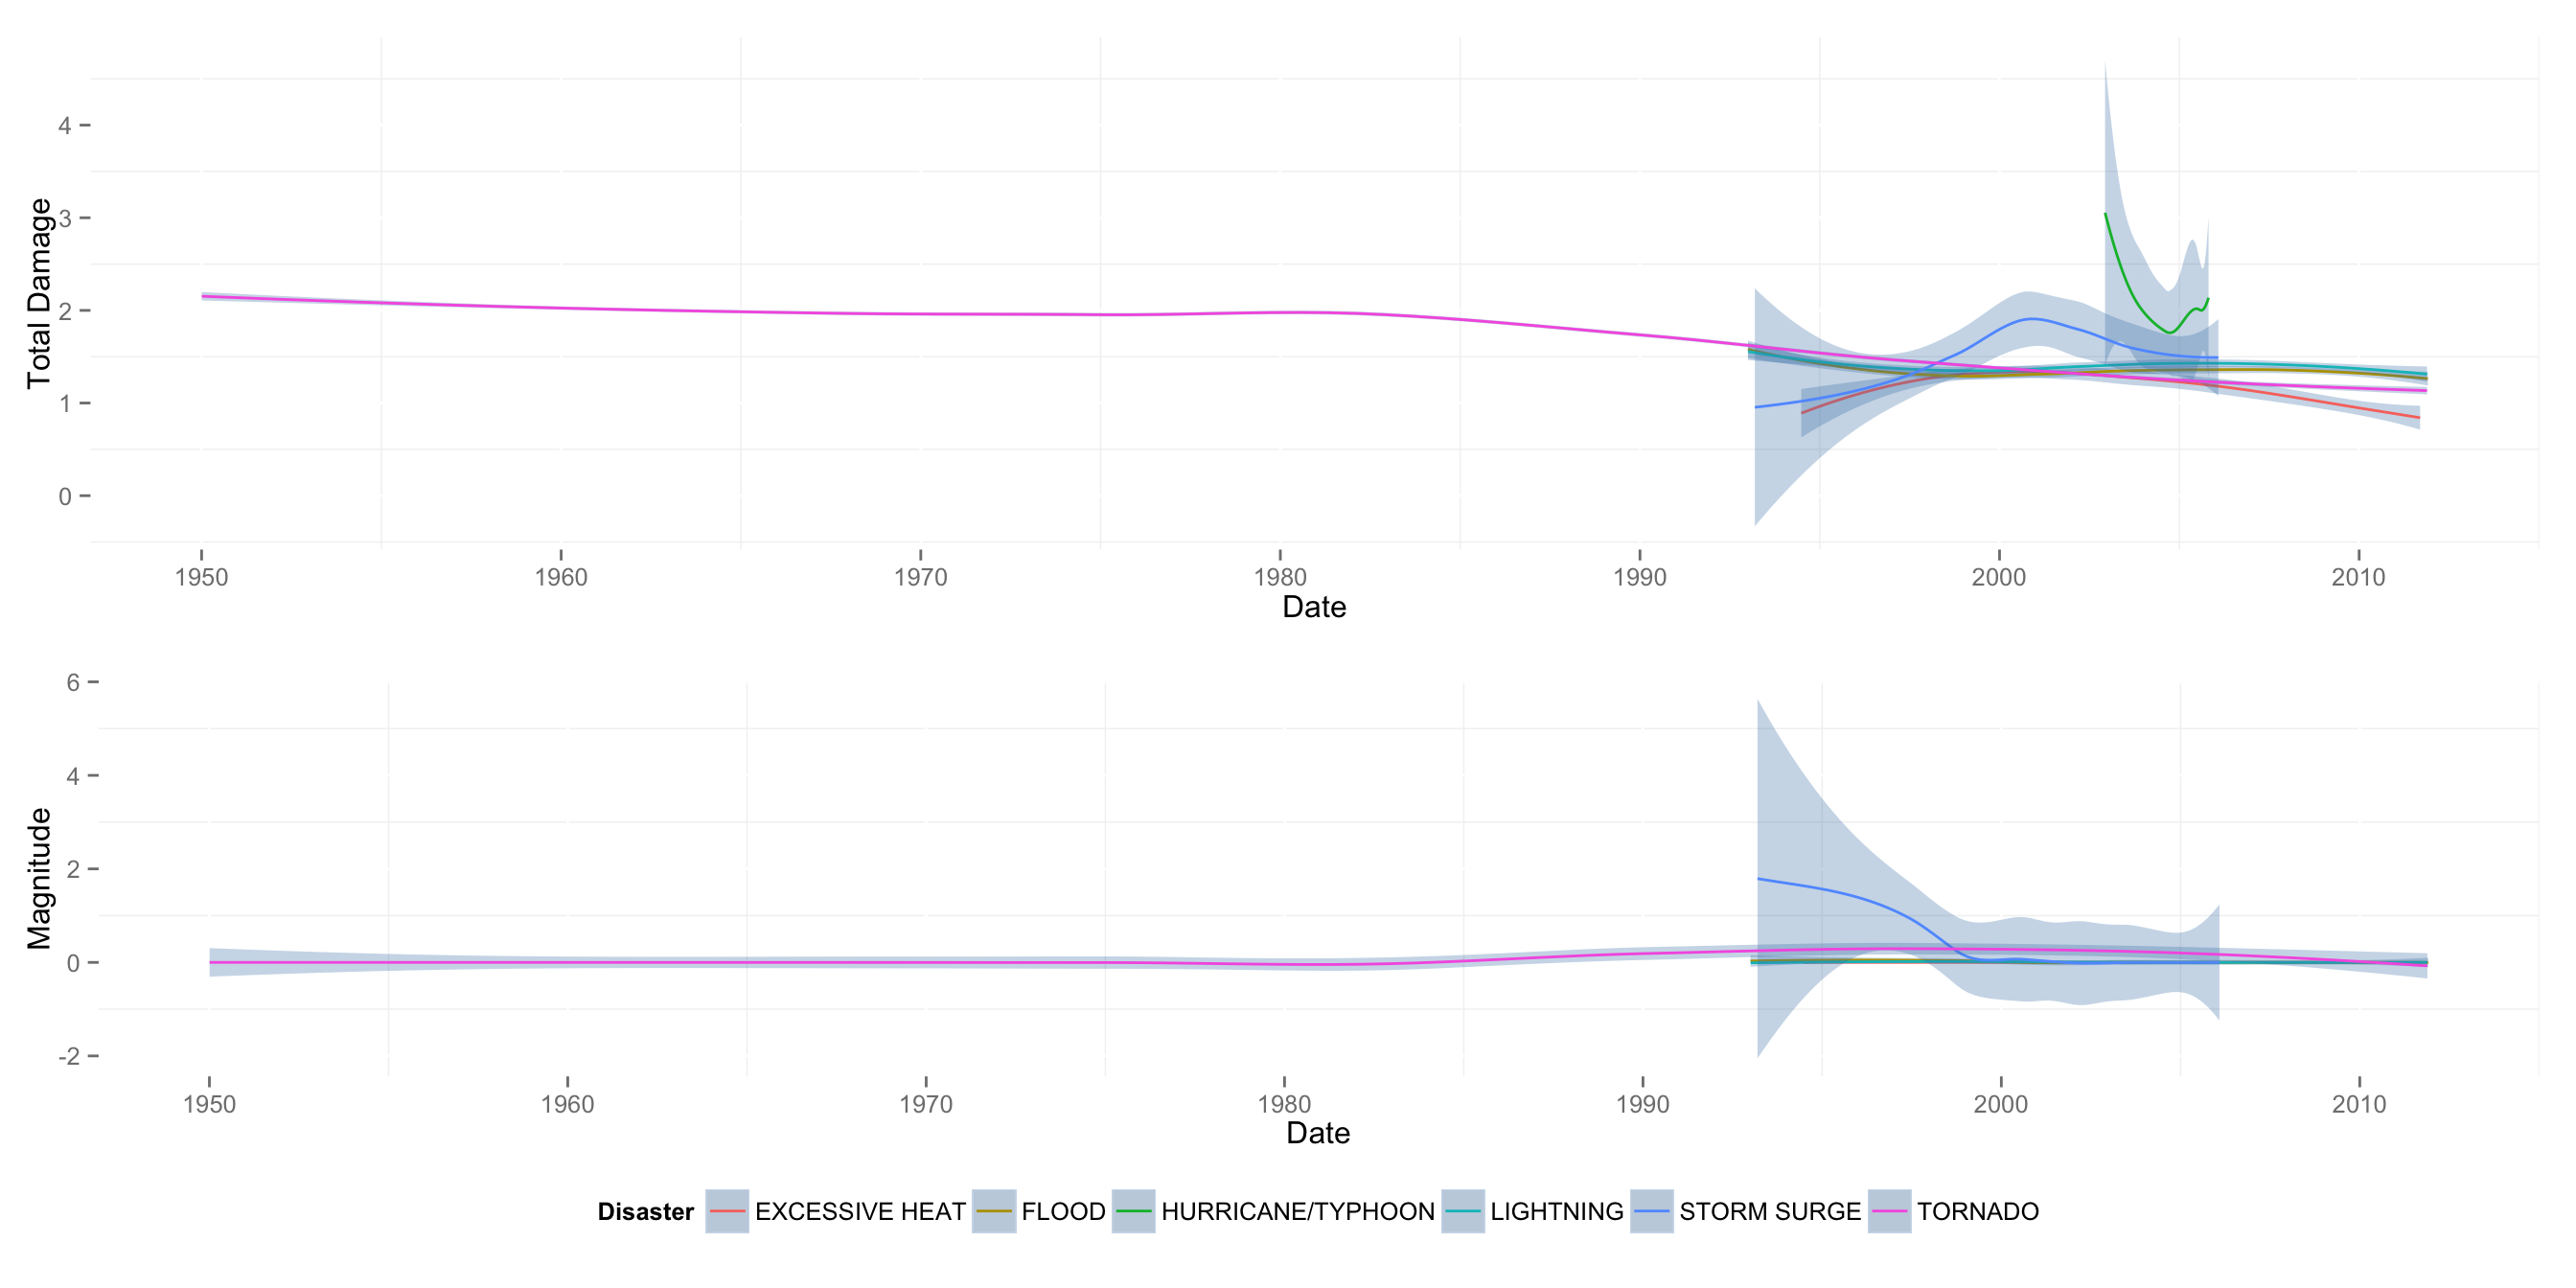 Total Damage
4
3
2
1
0
1950 1960 1970 1980 1990 2000 2010
Date
Magnitude
6
4
2
0
-2
1950 1960 1970 1980 1990 2000 2010
Date
Disaster EXCESSIVE HEAT FLOOD HURRICANE/TYPHOON LIGHTNING STORM SURGE TORNADO